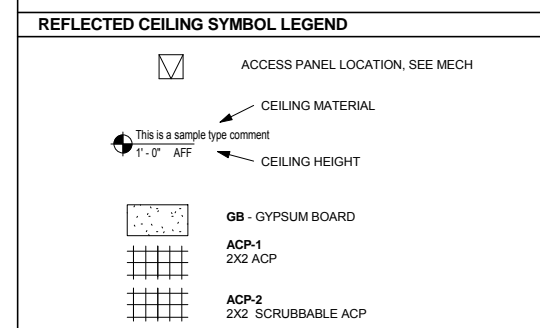 REFLECTED CEILING SYMBOL LEGEND
ACCESS PANEL LOCATION, SEE MECH
CEILING MATERIAL
This is a sample type comment
1' - 0" AFF
CEILING HEIGHT
GB - GYPSUM BOARD
ACP-1
2X2 ACP
ACP-2
2X2 SCRUBBABLE ACP